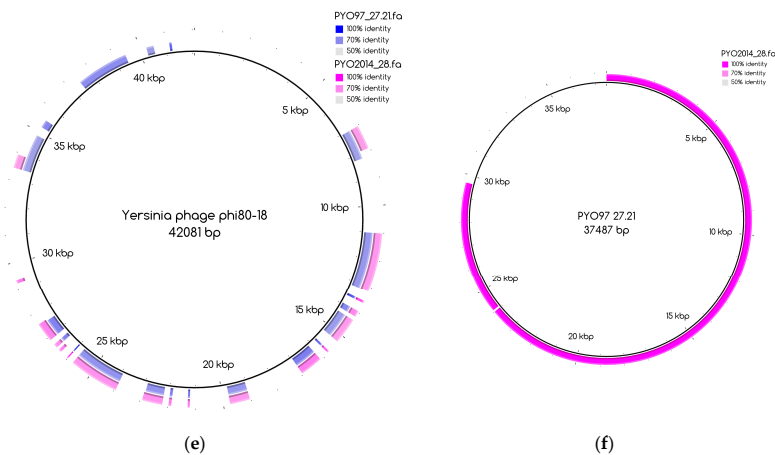 PYO97_27.21.fa
100% identity
70% identity
50% identity
PYO2014_28.fa
100% identity
70% identity
50% identity
40 kbp
5 kbp
35 kbp
10 kbp
Yersinia phage phi80-18
42081 bp
30 kbp
15 kbp
25 kbp
20 kbp
(e)
PYO2014_28.fa
100% identity
70% identity
50% identity
35 kbp
5 kbp
30 kbp
PYO97 27.21
37487 bp
10 kbp
25 kbp
15 kbp
20 kbp
(f)